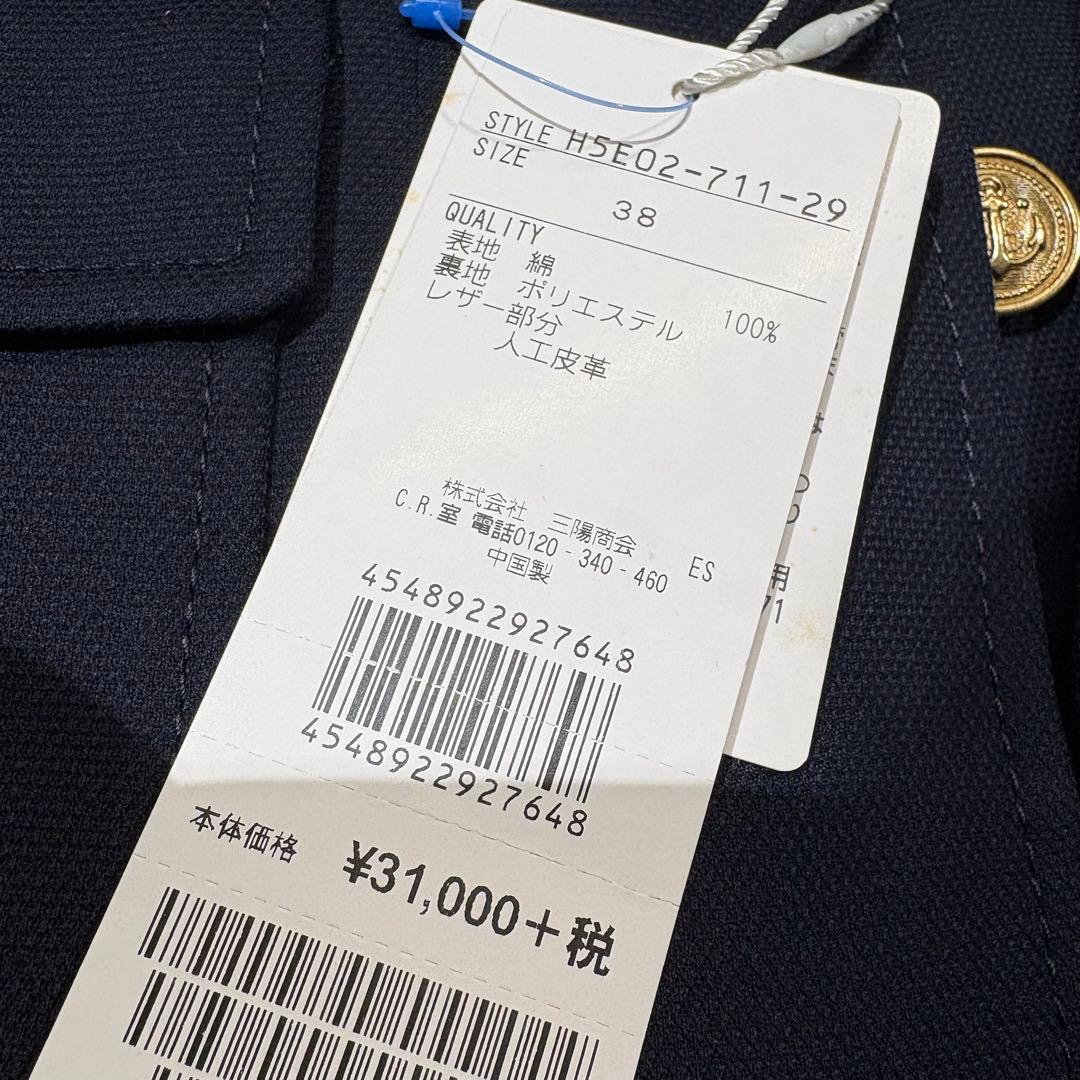 STYLE H5E02-711-29
SIZE
38
QUALITY
表地 綿 100%
裏地 ポリエステル
レザー部分
人工皮革
株式会社 三陽商会 ES
C.R.室 電話0120-340-460
中国製
4548922927648
4548922927648
本体価格 ¥31,000+税
用
71